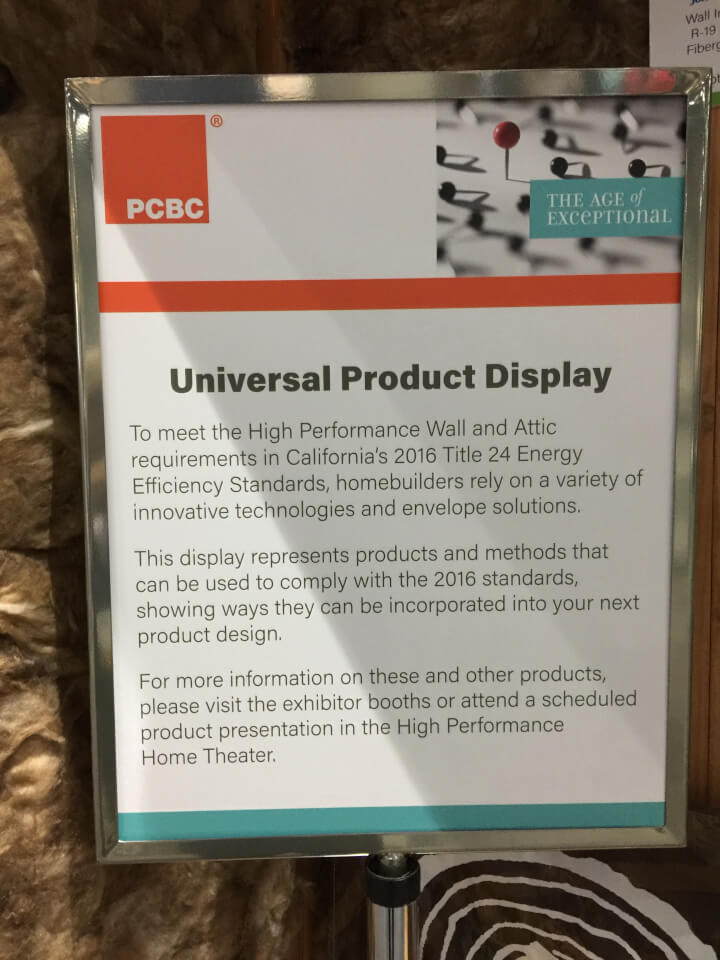 Wall I
R-19
Fiberg
PCBC®
THE AGE of
EXCEPTIONAL
Universal Product Display
To meet the High Performance Wall and Attic
requirements in California's 2016 Title 24 Energy
Efficiency Standards, homebuilders rely on a variety of
innovative technologies and envelope solutions.
This display represents products and methods that
can be used to comply with the 2016 standards,
showing ways they can be incorporated into your next
product design.
For more information on these and other products,
please visit the exhibitor booths or attend a scheduled
product presentation in the High Performance
Home Theater.